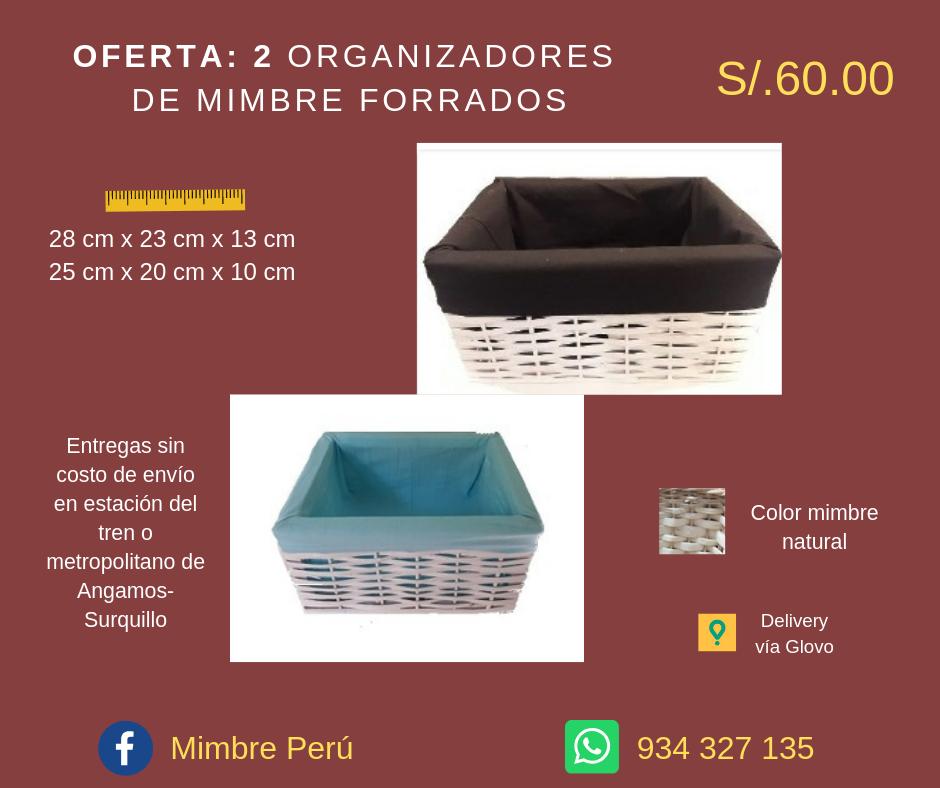 OFERTA: 2 ORGANIZADORES
DE MIMBRE FORRADOS
S/.60.00
28 cm x 23 cm x 13 cm
25 cm x 20 cm x 10 cm
Entregas sin
costo de envío
en estación del
tren o
metropolitano de
Angamos-
Surquillo
Color mimbre
natural
Delivery
vía Glovo
Mimbre Perú
934 327 135